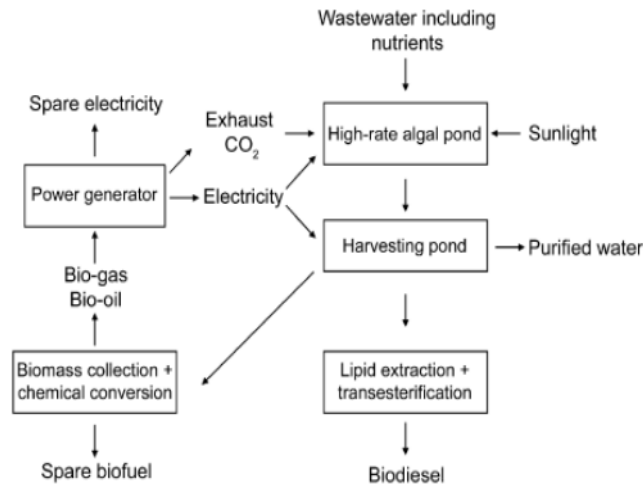 Wastewater including
nutrients
Spare electricity
Exhaust
CO₂
High-rate algal pond
Sunlight
Power generator
Electricity
Harvesting pond
Purified water
Bio-gas
Bio-oil
Biomass collection +
chemical conversion
Lipid extraction +
transesterification
Spare biofuel
Biodiesel